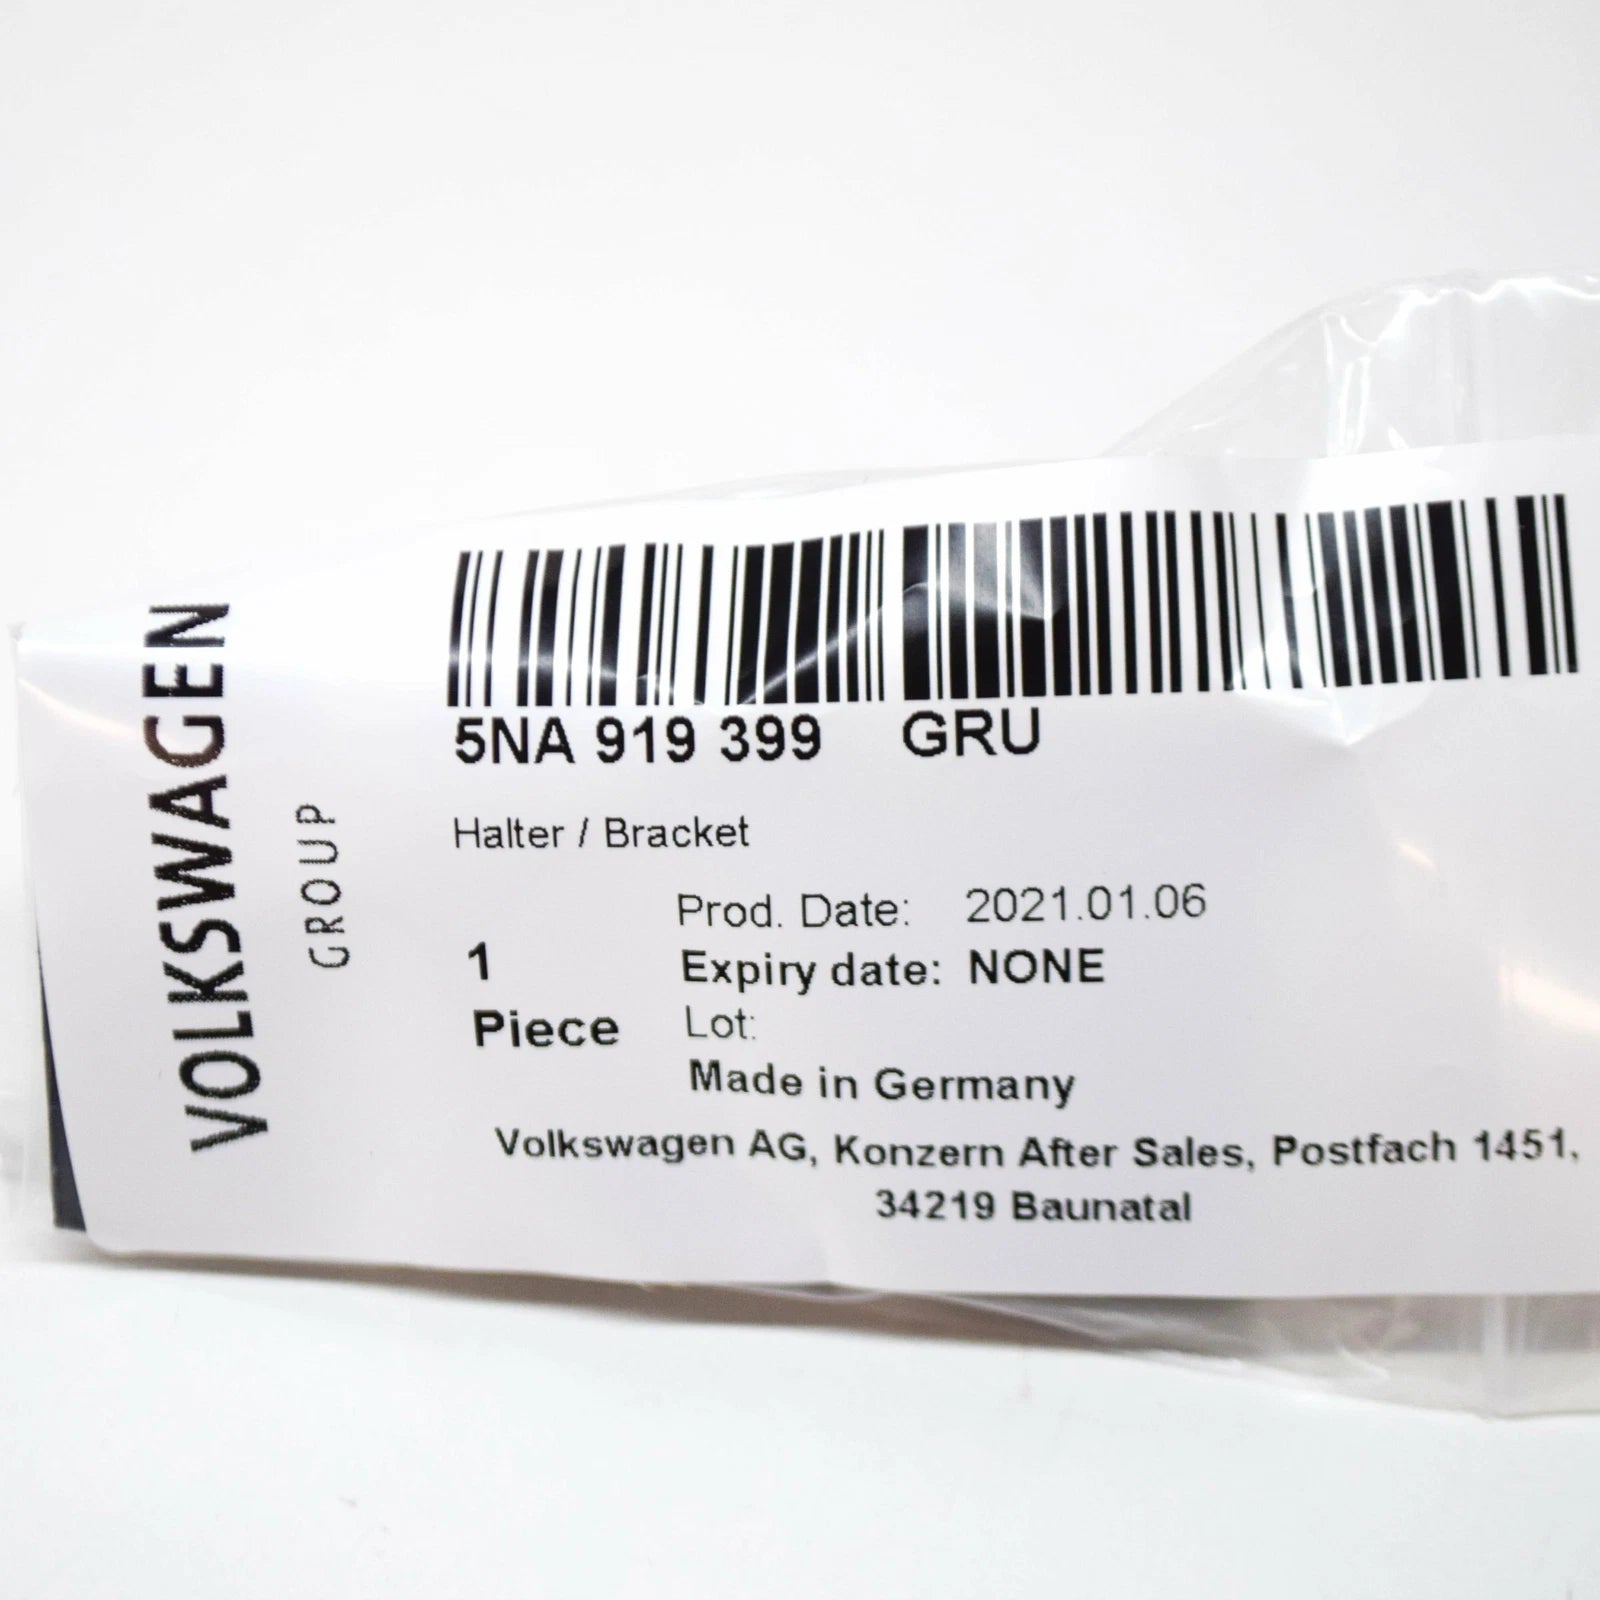 VOLKSWAGEN
GROUP
5NA 919 399 GRU
Halter / Bracket
Prod. Date: 2021.01.06
1 Expiry date: NONE
Piece Lot:
Made in Germany
Volkswagen AG, Konzern After Sales, Postfach 1451,
34219 Baunatal